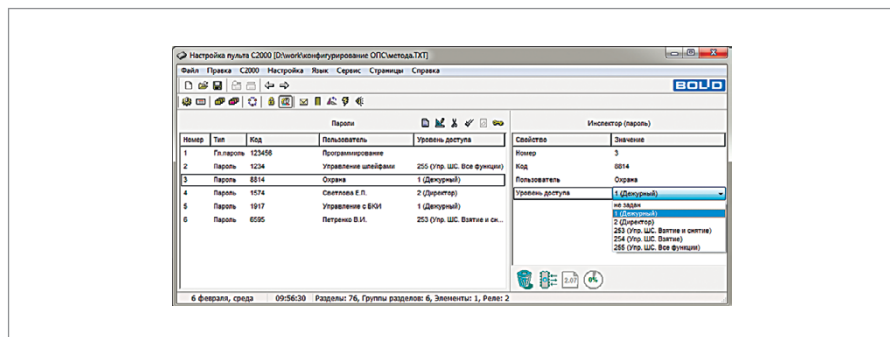 Настройка пульта С2000 [D:\work\конфигурирование ОПС\метода.TXT]
Файл Правка С2000 Настройка Язык Сервис Страницы Справка
BOLID
Пароли
Инспектор (пароль)
Номер Тип Код Пользователь Уровень доступа
Свойство Значение
1 Гл.пароль 123456 Программирование
Номер 3
2 Пароль 1234 Управление шлейфами 255 (Упр. ШС. Все функции)
Код 8814
3 Пароль 8814 Охрана 1 (Дежурный)
Пользователь Охрана
4 Пароль 1574 Светлова Е.П. 2 (Директор)
Уровень доступа 1 (Дежурный)
5 Пароль 1917 Управление с БКИ 1 (Дежурный)
6 Пароль 6595 Петренко В.И. 253 (Упр. ШС. Взятие и сн...
не задан
1 (Дежурный)
2 (Директор)
253 (Упр. ШС. Взятие и снятие)
254 (Упр. ШС. Взятие)
255 (Упр. ШС. Все функции)
2.07 0%
6 февраля, среда 09:56:30 Разделы: 76, Группы разделов: 6, Элементы: 1, Реле: 2